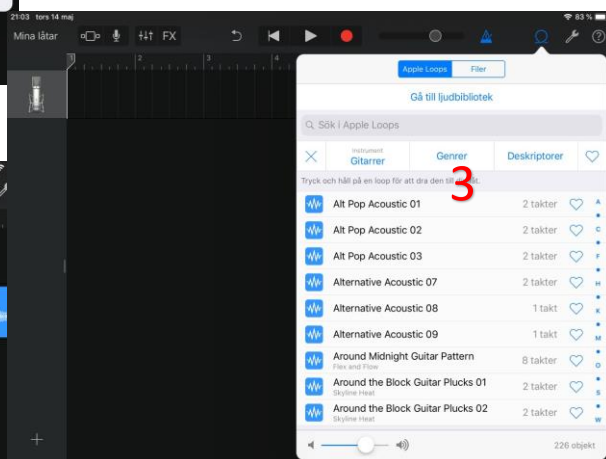 21:03 tors 14 maj
83 %
Mina låtar
FX
2
3
4
Apple Loops
Filer
Gå till ljudbibliotek
Sök i Apple Loops
Instrument
Gitarrer
Genrer
Deskriptorer
3
Tryck och håll på en loop för att dra den till
Alt Pop Acoustic 01 2 takter
A
Alt Pop Acoustic 02 2 takter
C
Alt Pop Acoustic 03 2 takter
F
Alternative Acoustic 07 2 takter
H
Alternative Acoustic 08 1 takt
K
Alternative Acoustic 09 1 takt
M
Around Midnight Guitar Pattern 8 takter
Flex and Flow
O
Around the Block Guitar Plucks 01 2 takter
Skyline Heat
S
Around the Block Guitar Plucks 02 2 takter
Skyline Heat
W
226 objekt